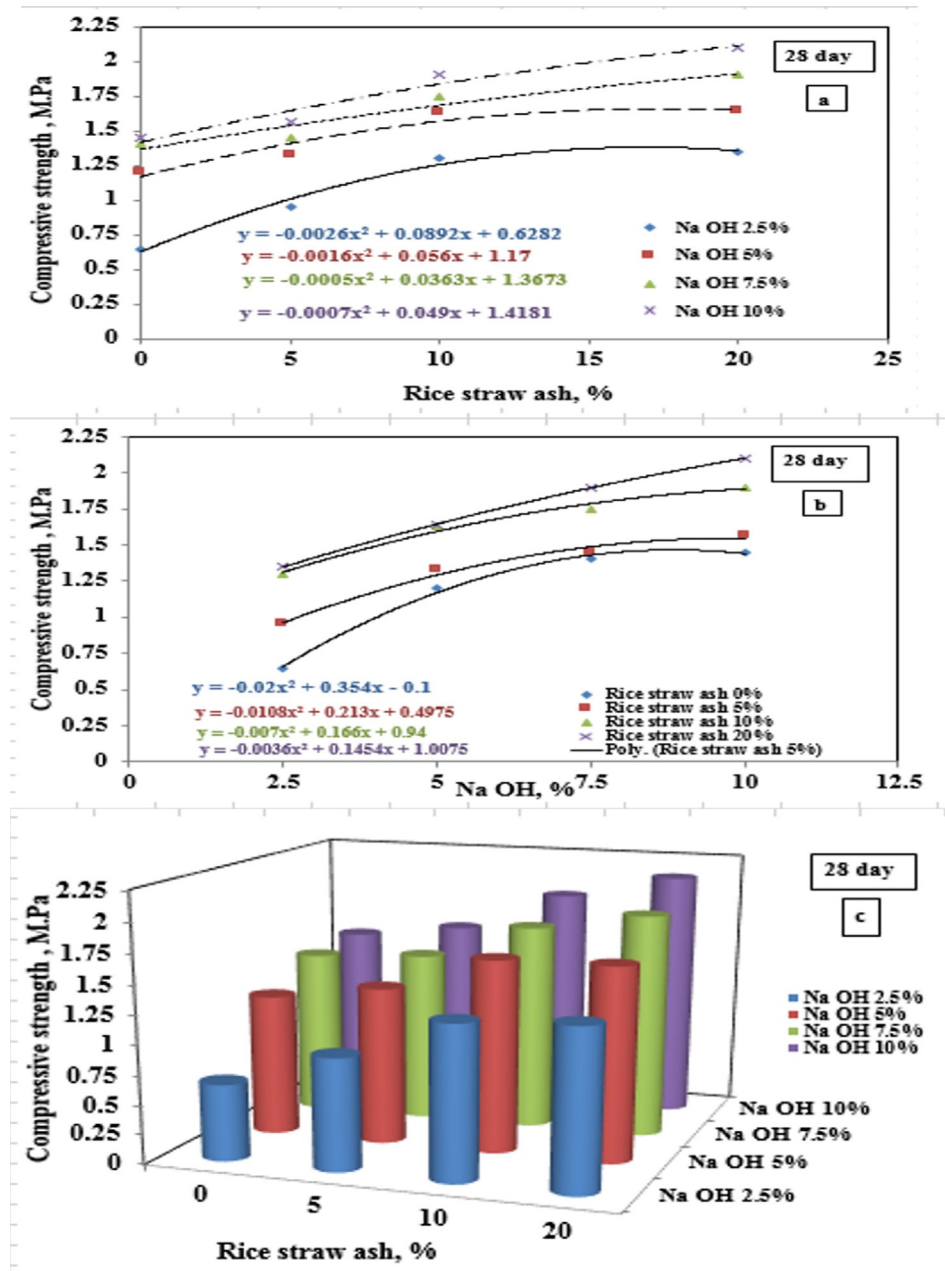 2.25
28 day
2
a
1.75
1.5
1.25
1
0.75
0.5
0.25
0
Compressive strength , M.Pa
y = -0.0026x² + 0.0892x + 0.6282
y = -0.0016x² + 0.056x + 1.17
y = -0.0005x² + 0.0363x + 1.3673
y = -0.0007x² + 0.049x + 1.4181
Na OH 2.5%
Na OH 5%
Na OH 7.5%
Na OH 10%
0 5 10 15 20 25
Rice straw ash, %
2.25
28 day
2
b
1.75
1.5
1.25
1
0.75
0.5
0.25
0
Compressive strength , M.Pa
y = -0.02x² + 0.354x - 0.1
y = -0.0108x² + 0.213x + 0.4975
y = -0.007x² + 0.166x + 0.94
y = -0.0036x² + 0.1454x + 1.0075
Rice straw ash 0%
Rice straw ash 5%
Rice straw ash 10%
Rice straw ash 20%
Poly. (Rice straw ash 5%)
0 2.5 5 7.5 10 12.5
Na OH, %
28 day
c
2.25
2
1.75
1.5
1.25
1
0.75
0.5
0.25
0
Compressive strength , M.Pa
Na OH 2.5%
Na OH 5%
Na OH 7.5%
Na OH 10%
Na OH 10%
Na OH 7.5%
Na OH 5%
Na OH 2.5%
0 5 10 20
Rice straw ash, %